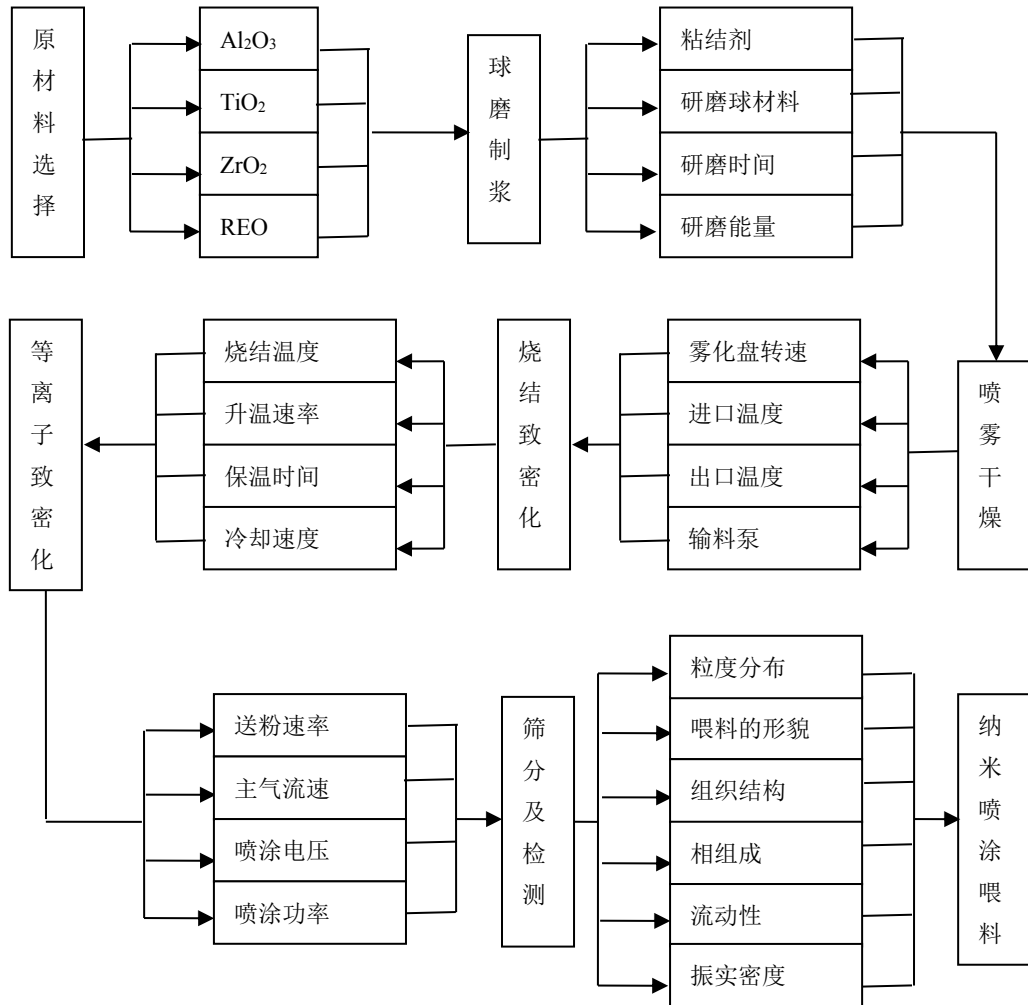 原材料选择
Al₂O₃
TiO₂
ZrO₂
REO
球磨制浆
粘结剂
研磨球材料
研磨时间
研磨能量
喷雾干燥
雾化盘转速
进口温度
出口温度
输料泵
烧结致密化
烧结温度
升温速率
保温时间
冷却速度
等离子致密化
送粉速率
主气流速
喷涂电压
喷涂功率
筛分及检测
粒度分布
喂料的形貌
组织结构
相组成
流动性
振实密度
纳米喷涂喂料